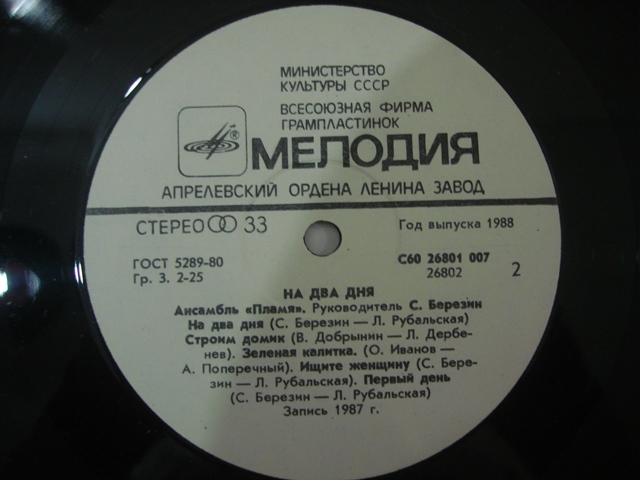 МИНИСТЕРСТВО
КУЛЬТУРЫ СССР
ВСЕСОЮЗНАЯ ФИРМА
ГРАМПЛАСТИНОК
®
МЕЛОДИЯ
АПРЕЛЕВСКИЙ ОРДЕНА ЛЕНИНА ЗАВОД
СТЕРЕО 33
Год выпуска 1988
ГОСТ 5289-80
Гр. 3. 2-25
С60 26801 007
26802
2
НА ДВА ДНЯ
Ансамбль «Пламя». Руководитель С. Березин
На два дня (С. Березин — Л. Рубальская)
Строим домик (В. Добрынин — Л. Дербе-
нев). Зеленая калитка. (О. Иванов —
А. Поперечный). Ищите женщину (С. Бере-
зин — Л. Рубальская). Первый день
(С. Березин — Л. Рубальская)
Запись 1987 г.